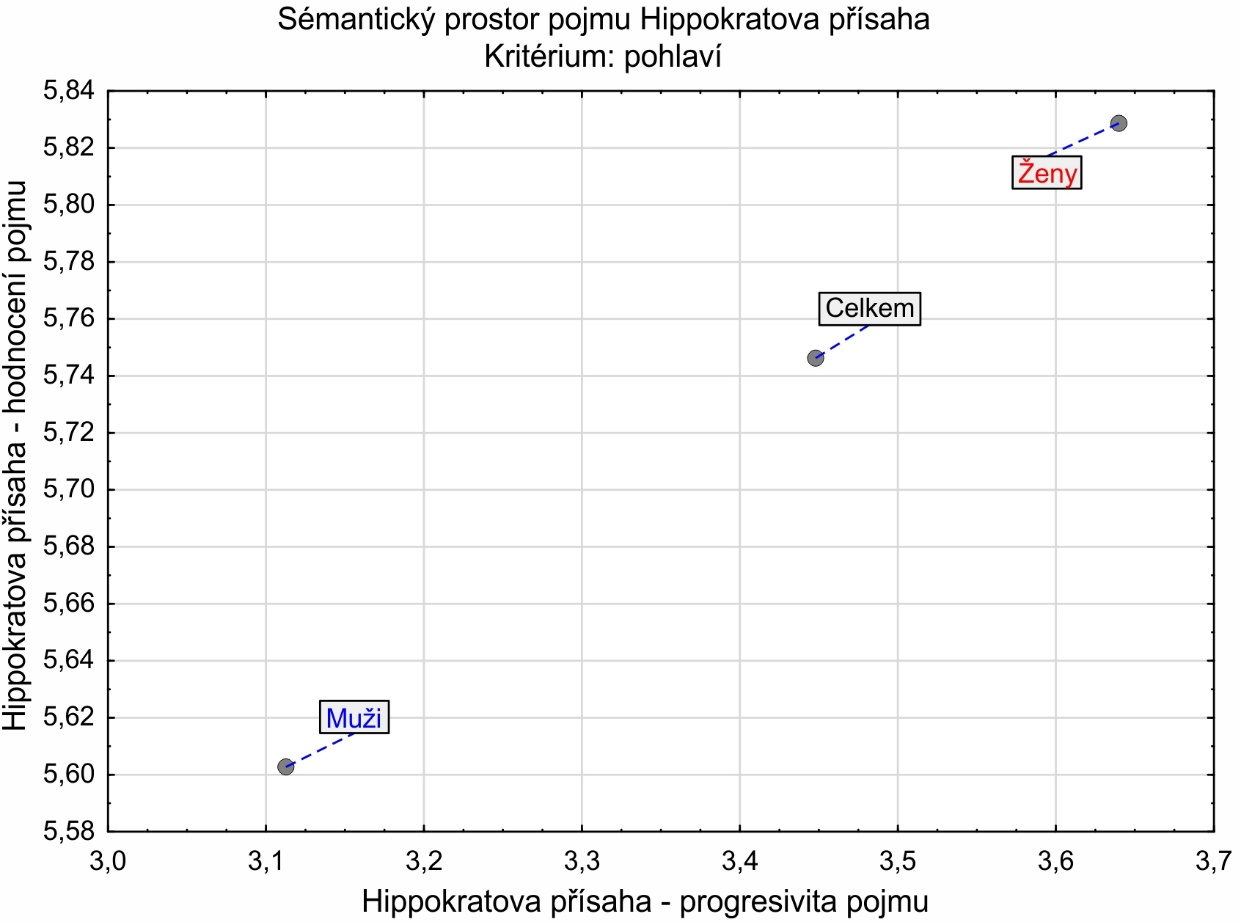 Sémantický prostor pojmu Hippokratova přísaha
Kritérium: pohlaví
Hippokratova přísaha - hodnocení pojmu
5,84
5,82
5,80
5,78
5,76
5,74
5,72
5,70
5,68
5,66
5,64
5,62
5,60
5,58
Ženy
Celkem
Muži
3,0 3,1 3,2 3,3 3,4 3,5 3,6 3,7
Hippokratova přísaha - progresivita pojmu